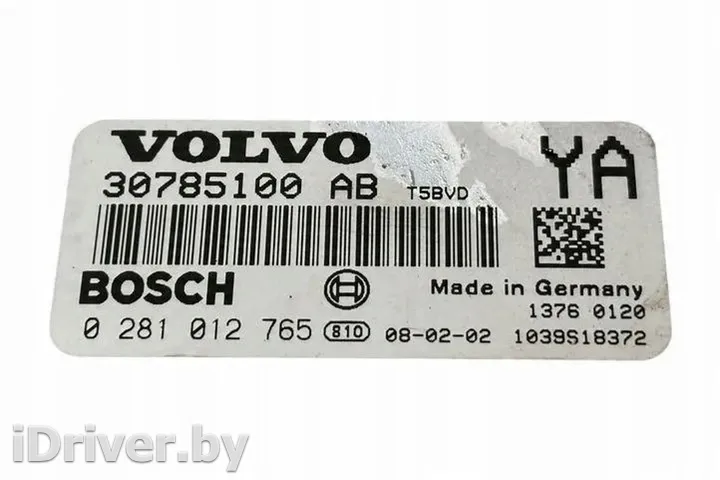 VOLVO YA
30785100 AB T5BVD
BOSCH Made in Germany
1376 0120
0 281 012 765 810 08-02-02 1039S18372
iDriver.by